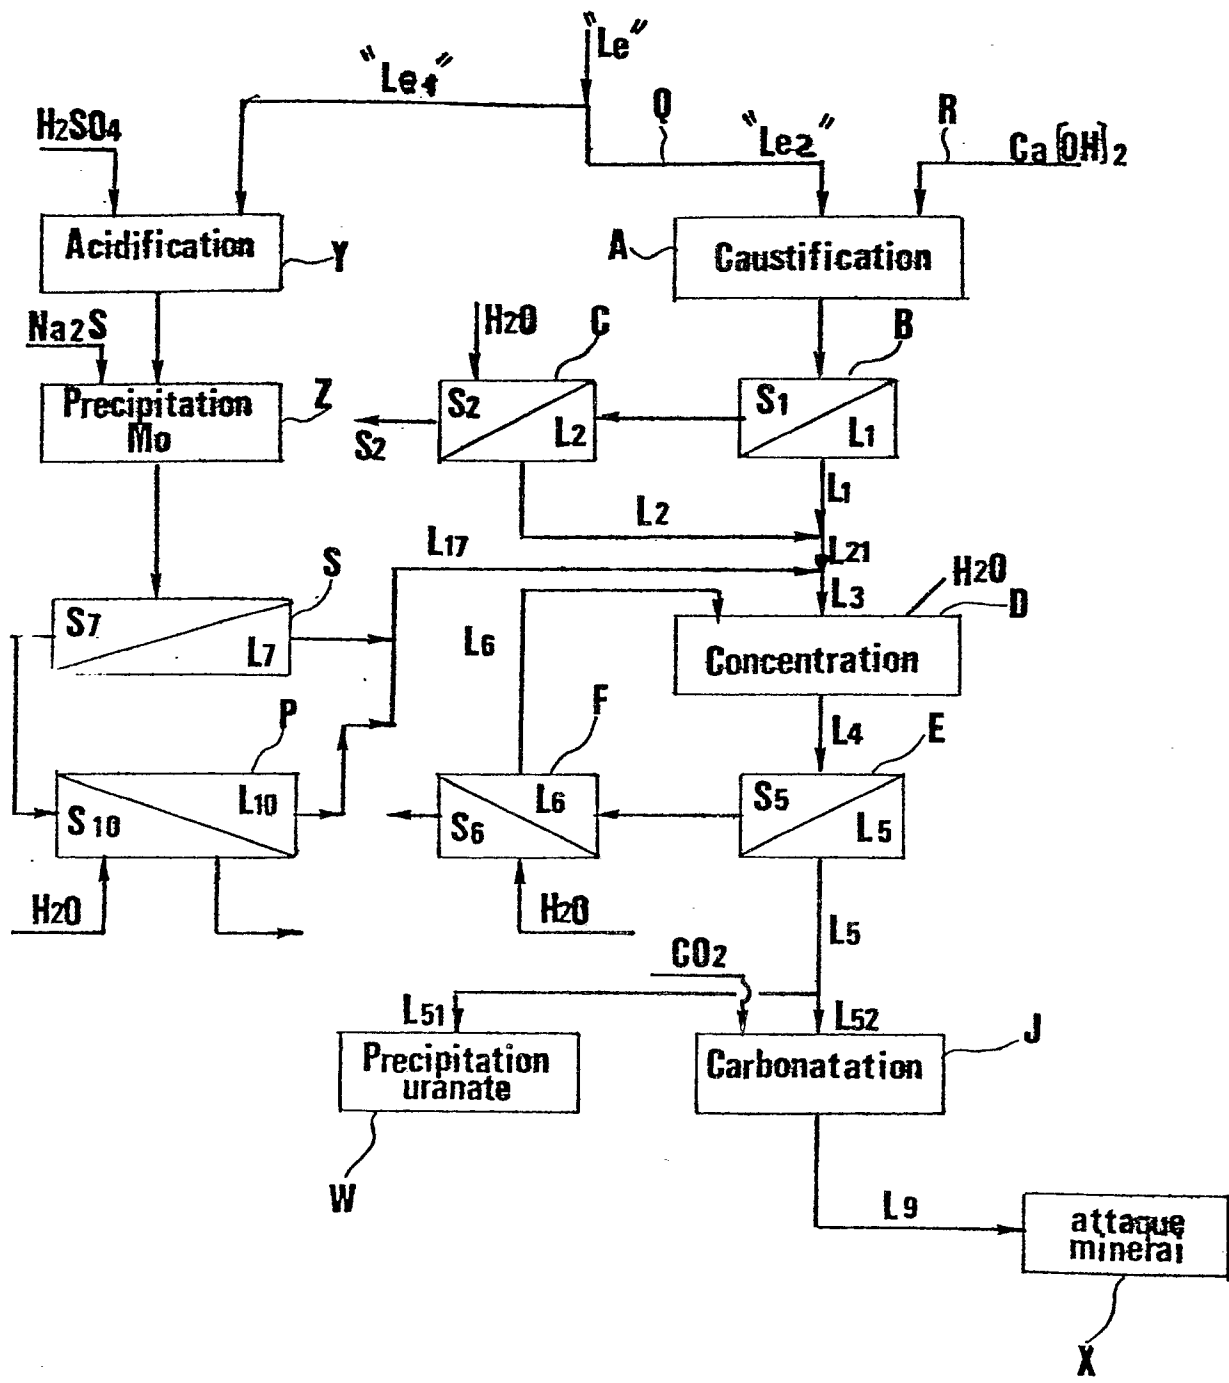 "Le"
"Le1"
H2SO4
Q
"Le2"
R
Ca(OH)2
Acidification
Y
A
Caustification
Na2S
H2O
C
B
Precipitation
Mo
Z
S2
S2
L2
S1
L1
L1
L2
L17
L21
S
L3
H2O
D
S7
L7
L6
Concentration
P
F
L4
E
S10
L10
L6
S6
S5
L5
H2O
H2O
L5
CO2
L51
L52
J
Precipitation
uranate
Carbonatation
W
L9
attaque
minerai
X